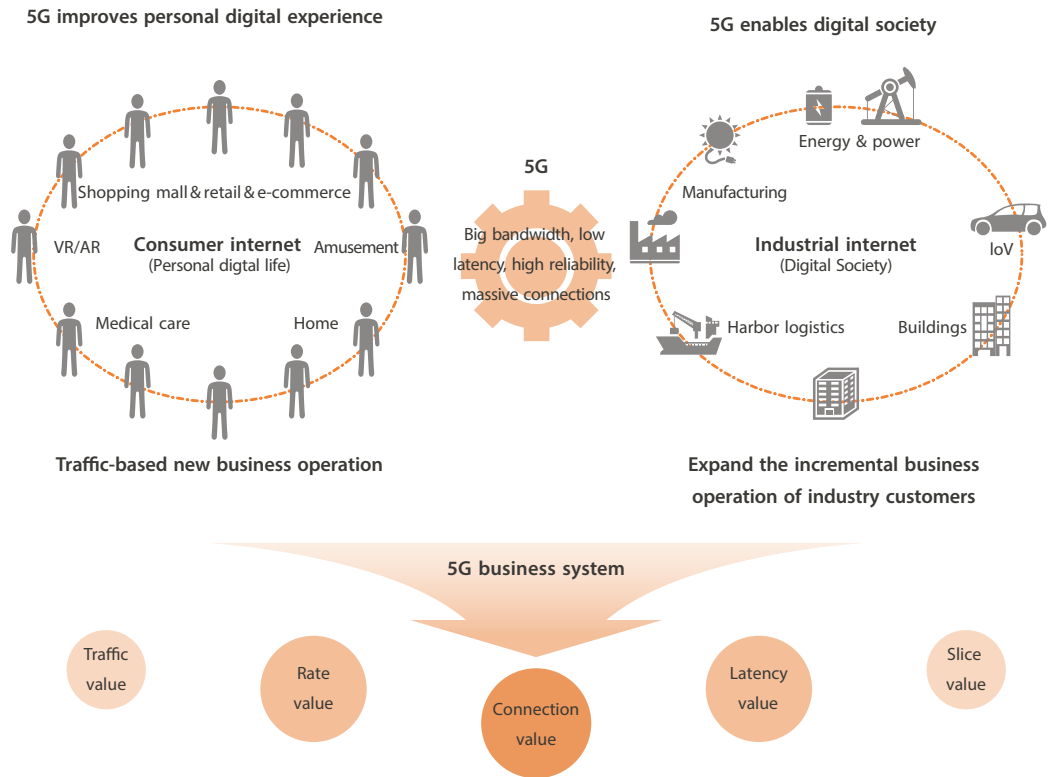 5G improves personal digital experience
5G enables digital society
Shopping mall & retail & e-commerce
VR/AR
Consumer internet
(Personal digtal life)
Amusement
Medical care
Home
5G
Big bandwidth, low
latency, high reliability,
massive connections
Energy & power
Manufacturing
Industrial internet
(Digital Society)
IoV
Harbor logistics
Buildings
Traffic-based new business operation
Expand the incremental business
operation of industry customers
5G business system
Traffic
value
Rate
value
Connection
value
Latency
value
Slice
value